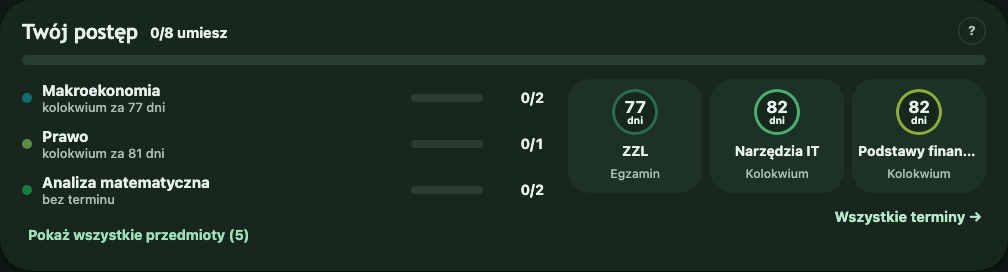 Twój postęp 0/8 umiesz
?
Makroekonomia
kolokwium za 77 dni
0/2
Prawo
kolokwium za 81 dni
0/1
Analiza matematyczna
bez terminu
0/2
Pokaż wszystkie przedmioty (5)
77
dni
ZZL
Egzamin
82
dni
Narzędzia IT
Kolokwium
82
dni
Podstawy finan...
Kolokwium
Wszystkie terminy →